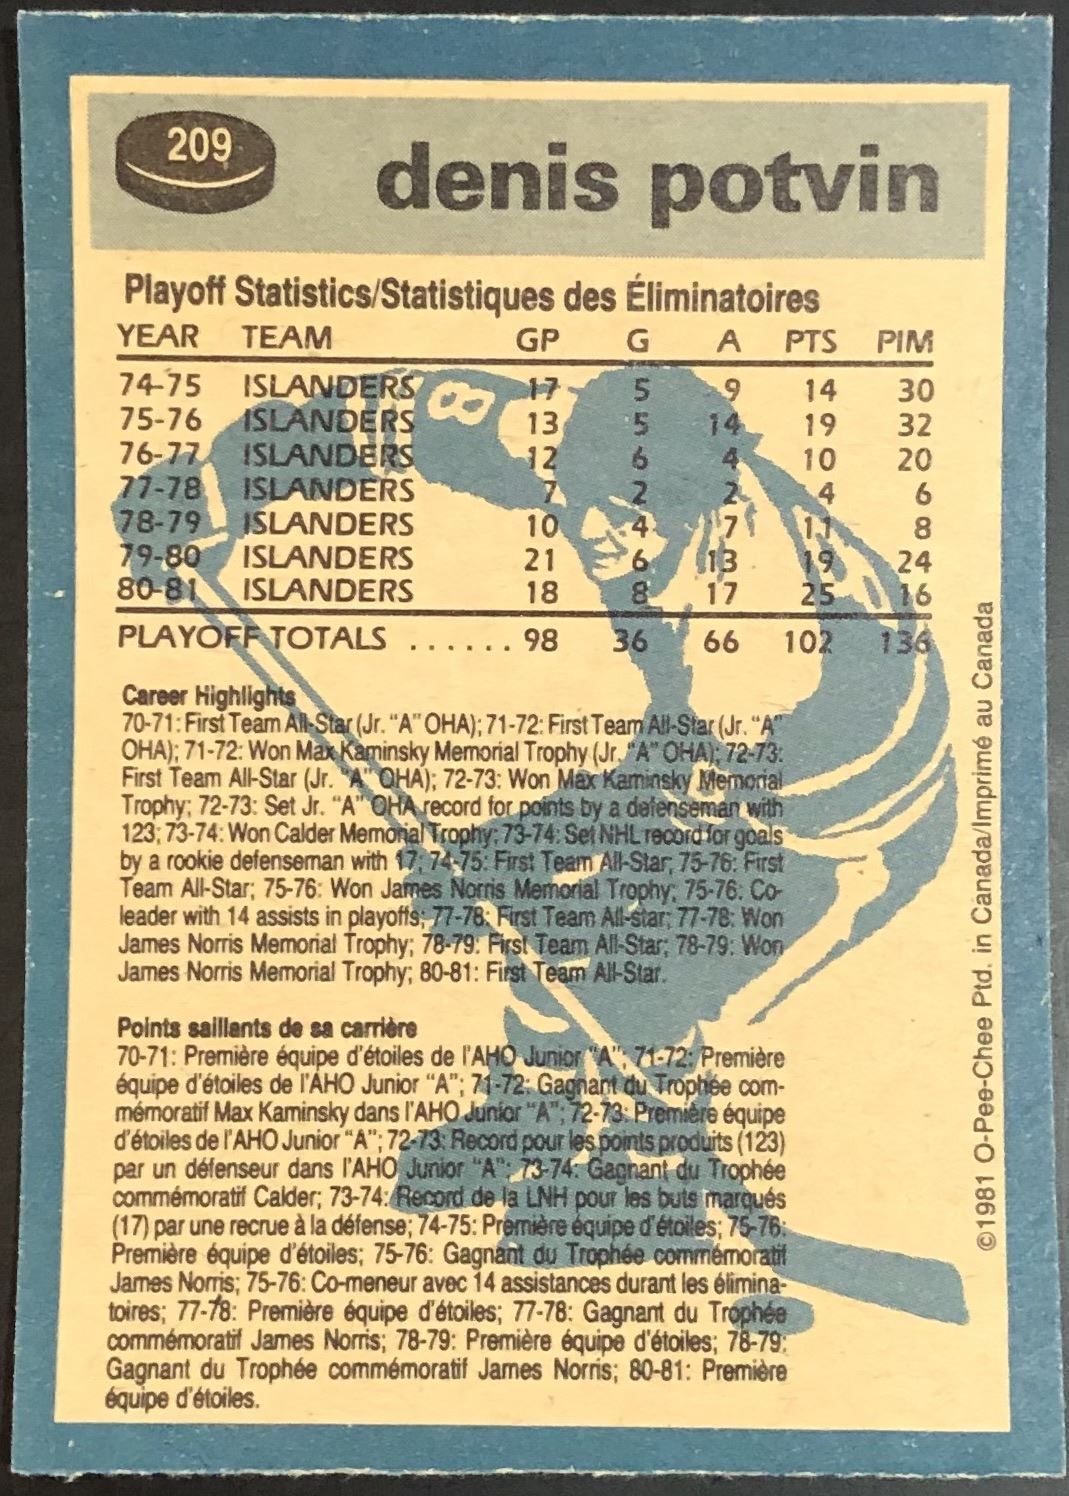 209
denis potvin
Playoff Statistics/Statistiques des Éliminatoires
YEAR TEAM GP G A PTS PIM
74-75 ISLANDERS 17 5 9 14 30
75-76 ISLANDERS 13 5 14 19 32
76-77 ISLANDERS 12 6 4 10 20
77-78 ISLANDERS 7 2 2 4 6
78-79 ISLANDERS 10 4 7 11 8
79-80 ISLANDERS 21 6 13 19 24
80-81 ISLANDERS 18 8 17 25 16
PLAYOFF TOTALS ...... 98 36 66 102 136
Career Highlights
70-71: First Team All-Star (Jr. "A" OHA); 71-72: First Team All-Star (Jr. "A"
OHA); 71-72: Won Max Kaminsky Memorial Trophy (Jr. "A" OHA); 72-73:
First Team All-Star (Jr. "A" OHA); 72-73: Won Max Kaminsky Memorial
Trophy; 72-73: Set Jr. "A" OHA record for points by a defenseman with
123; 73-74: Won Calder Memorial Trophy; 73-74: Set NHL record for goals
by a rookie defenseman with 17; 74-75: First Team All-Star; 75-76: First
Team All-Star; 75-76: Won James Norris Memorial Trophy; 75-76: Co-
leader with 14 assists in playoffs; 77-78: First Team All-star; 77-78: Won
James Norris Memorial Trophy; 78-79: First Team All-Star; 78-79: Won
James Norris Memorial Trophy; 80-81: First Team All-Star.
Points saillants de sa carrière
70-71: Première équipe d'étoiles de l'AHO Junior "A"; 71-72: Première
équipe d'étoiles de l'AHO Junior "A"; 71-72: Gagnant du Trophée com-
mémoratif Max Kaminsky dans l'AHO Junior "A"; 72-73: Première équipe
d'étoiles de l'AHO Junior "A"; 72-73: Record pour les points produits (123)
par un défenseur dans l'AHO Junior "A"; 73-74: Gagnant du Trophée
commémoratif Calder; 73-74: Record de la LNH pour les buts marqués
(17) par une recrue à la défense; 74-75: Première équipe d'étoiles; 75-76:
Première équipe d'étoiles; 75-76: Gagnant du Trophée commémoratif
James Norris; 75-76: Co-meneur avec 14 assistances durant les élimina-
toires; 77-78: Première équipe d'étoiles; 77-78: Gagnant du Trophée
commémoratif James Norris; 78-79: Première équipe d'étoiles; 78-79:
Gagnant du Trophée commémoratif James Norris; 80-81: Première
équipe d'étoiles.
©1981 O-Pee-Chee Ptd. in Canada/Imprimé au Canada
8